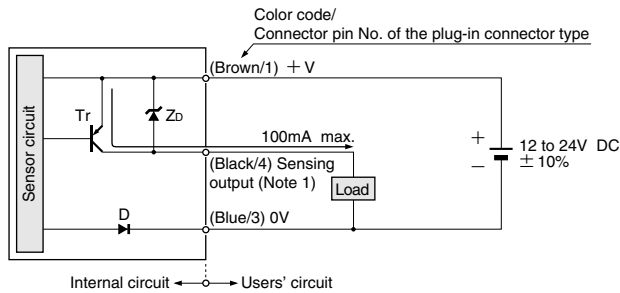 Color code/
Connector pin No. of the plug-in connector type
(Brown/1) +V
Sensor circuit
Tr
ZD
100mA max.
+
12 to 24V DC
−
± 10%
(Black/4) Sensing
output (Note 1)
Load
D
(Blue/3) 0V
Internal circuit
Users' circuit